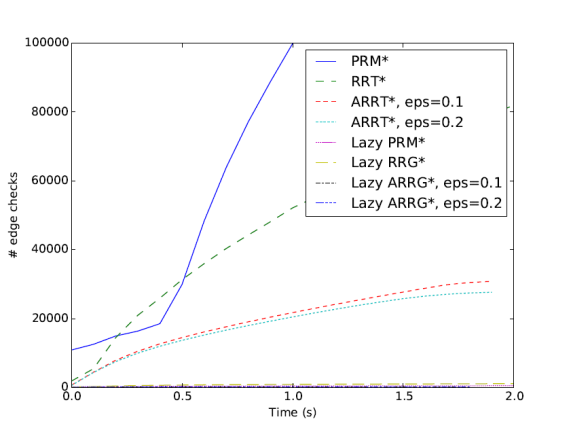 100000
80000
60000
40000
20000
0
# edge checks
0.0
0.5
1.0
1.5
2.0
Time (s)
PRM*
RRT*
ARRT*, eps=0.1
ARRT*, eps=0.2
Lazy PRM*
Lazy RRG*
Lazy ARRG*, eps=0.1
Lazy ARRG*, eps=0.2